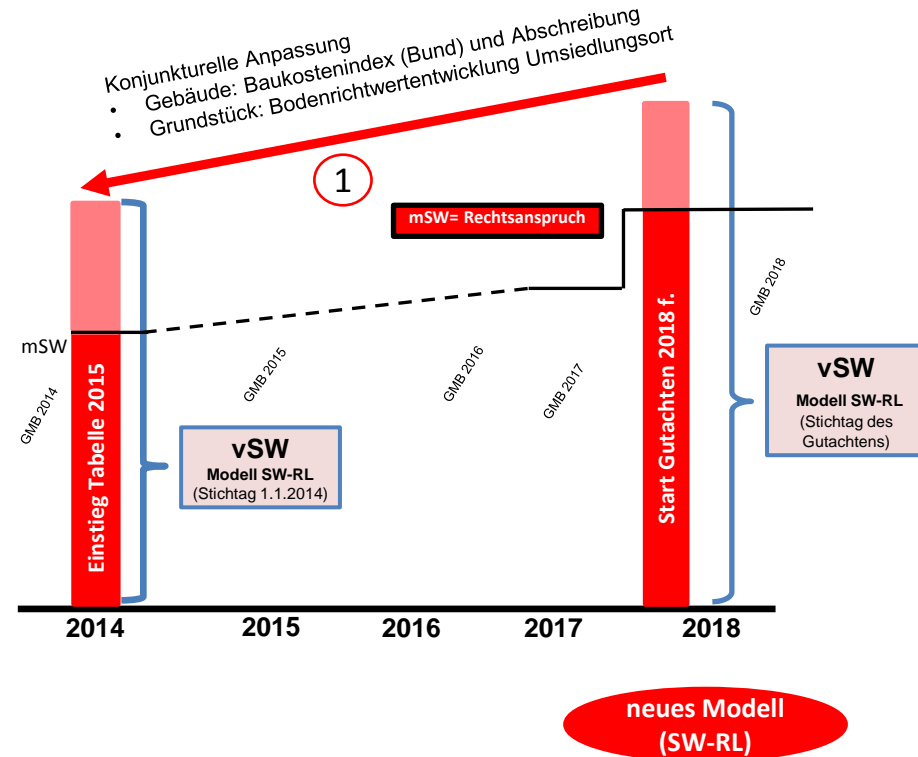 Konjunkturelle Anpassung
• Gebäude: Baukostenindex (Bund) und Abschreibung
• Grundstück: Bodenrichtwertentwicklung Umsiedlungsort
1
mSW= Rechtsanspruch
mSW
GMB 2014
GMB 2015
GMB 2016
GMB 2017
GMB 2018
Einstieg Tabelle 2015
vSW
Modell SW-RL
(Stichtag 1.1.2014)
Start Gutachten 2018 f.
vSW
Modell SW-RL
(Stichtag des
Gutachtens)
2014
2015
2016
2017
2018
neues Modell
(SW-RL)